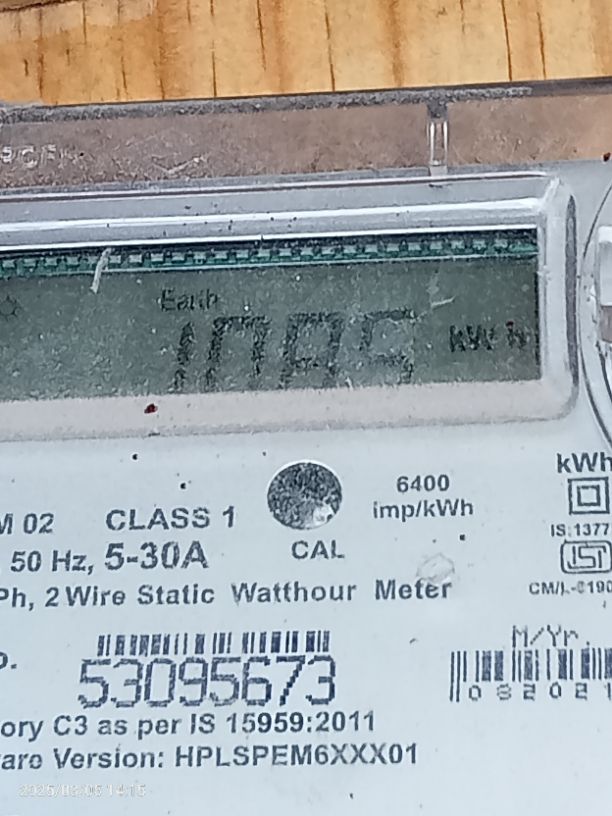 Earth
1089 kWh
6400
imp/kWh
kWh
M 02 CLASS 1
CAL
50 Hz, 5-30A
IS:1377
Ph, 2 Wire Static Watthour Meter
M/Yr.
53095673
082021
ory C3 as per IS 15959:2011
are Version: HPLSPEM6XXX01